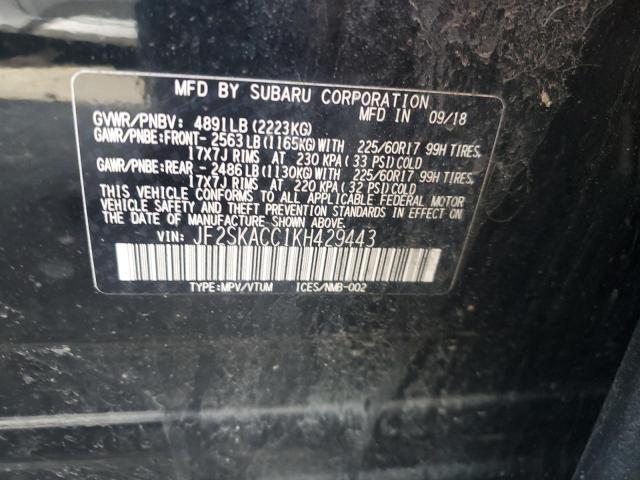 MFD BY SUBARU CORPORATION
MFD IN 09/18
GVWR/PNBV: 4891LB (2223KG)
GAWR/PNBE:FRONT- 2563LB (1165KG)WITH 225/60R17 99H TIRES,
17X7J RIMS AT 230 KPA (33 PSI)COLD
GAWR/PNBE:REAR - 2486LB (1130KG)WITH 225/60R17 99H TIRES,
17X7J RIMS AT 220 KPA (32 PSI)COLD
THIS VEHICLE CONFORMS TO ALL APPLICABLE FEDERAL MOTOR
VEHICLE SAFETY AND THEFT PREVENTION STANDARDS IN EFFECT
ON THE DATE OF MANUFACTURE SHOWN ABOVE.
VIN: JF2SKACC1KH429443
TYPE:MPV/VTUM ICES/NMB-002